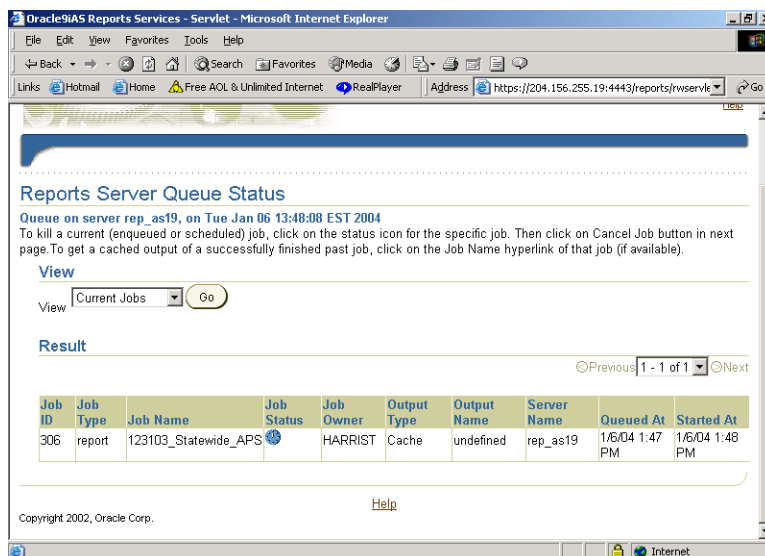 Oracle9iAS Reports Services - Servlet - Microsoft Internet Explorer
File Edit View Favorites Tools Help
Back Search Favorites Media
Links Hotmail Home Free AOL & Unlimited Internet RealPlayer Address https://204.156.255.19:4443/reports/rwservle Go
Help
Reports Server Queue Status
Queue on server rep_as19, on Tue Jan 06 13:48:08 EST 2004
To kill a current (enqueued or scheduled) job, click on the status icon for the specific job. Then click on Cancel Job button in next
page.To get a cached output of a successfully finished past job, click on the Job Name hyperlink of that job (if available).
View
View Current Jobs Go
Result
Previous 1 - 1 of 1 Next
Job Job Job Job Output Output Server
ID Type Job Name Status Owner Type Name Name Queued At Started At
306 report 123103_Statewide_APS HARRIST Cache undefined rep_as19 1/6/04 1:47 1/6/04 1:48
PM PM
Help
Copyright 2002, Oracle Corp.
Internet